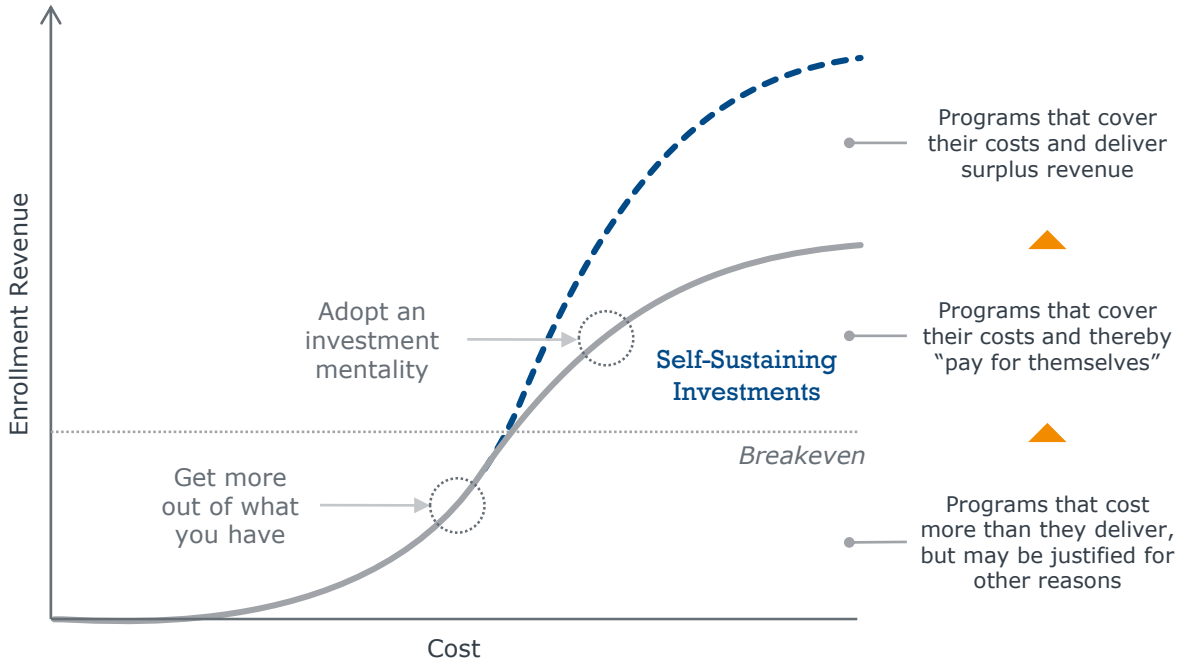 Programs that cover
their costs and deliver
surplus revenue
Enrollment Revenue
Adopt an
investment
mentality
Programs that cover
their costs and thereby
“pay for themselves”
Self-Sustaining
Investments
Breakeven
Get more
out of what
you have
Programs that cost
more than they deliver,
but may be justified for
other reasons
Cost